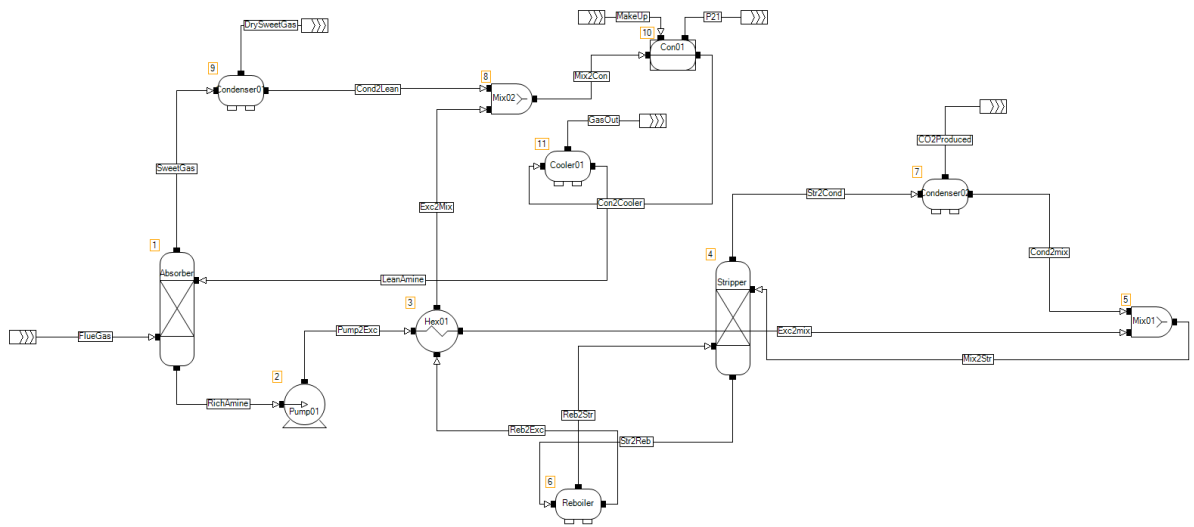 DrySweetGas
MakeUp
P21
10
Con01
9
Condenser01
Cond2Lean
8
Mix02
Mix2Con
GasOut
CO2Produced
11
Cooler01
SweetGas
7
Condenser02
Str2Cond
Exc2Mix
Con2Cooler
1
Absorber
4
Stripper
Cond2mix
LeanAmine
3
Hex01
5
Mix01
FlueGas
Pump2Exc
Exc2mix
Mix2Str
2
Pump01
RichAmine
Reb2Str
Reb2Exc
Str2Reb
6
Reboiler